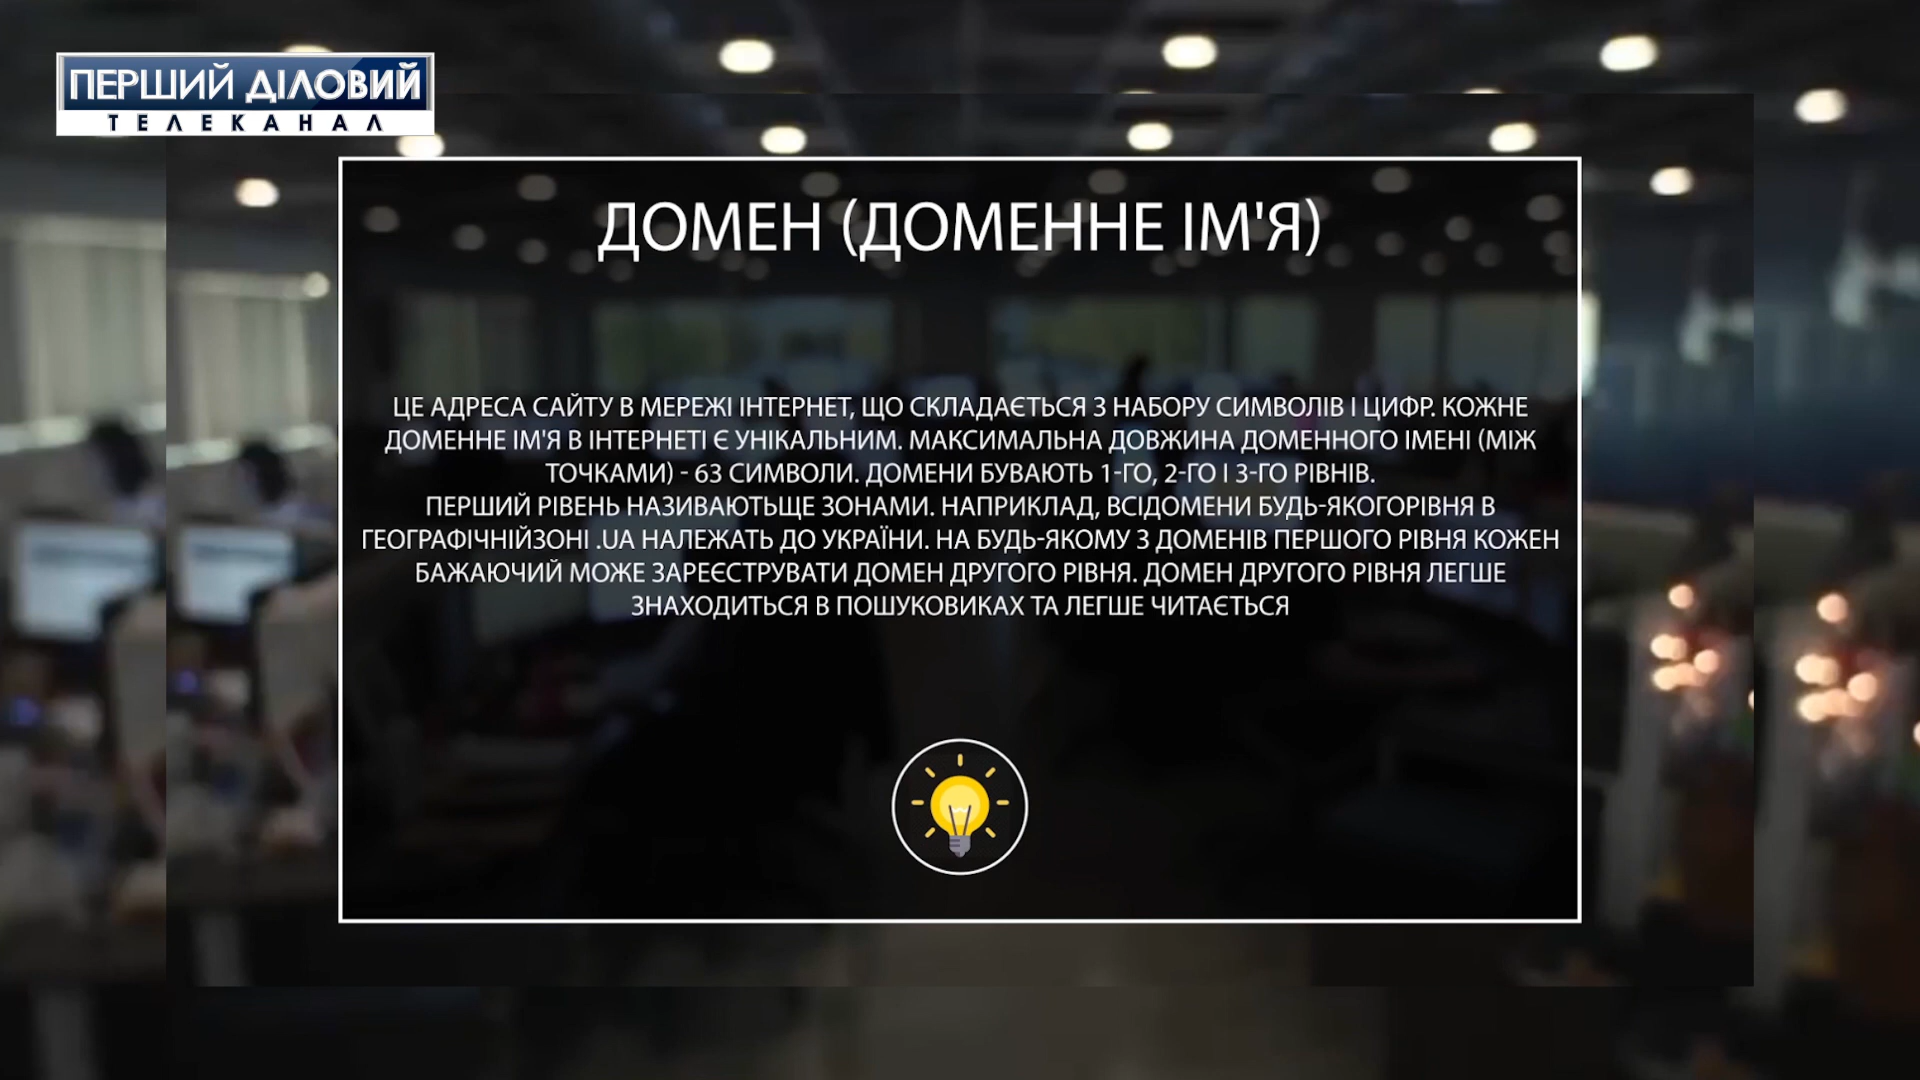 ПЕРШИЙ ДІЛОВИЙ
ТЕЛЕКАНАЛ
ДОМЕН (ДОМЕННЕ ІМ'Я)
ЦЕ АДРЕСА САЙТУ В МЕРЕЖІ ІНТЕРНЕТ, ЩО СКЛАДАЄТЬСЯ З НАБОРУ СИМВОЛІВ І ЦИФР. КОЖНЕ
ДОМЕННЕ ІМ'Я В ІНТЕРНЕТІ Є УНІКАЛЬНИМ. МАКСИМАЛЬНА ДОВЖИНА ДОМЕННОГО ІМЕНІ (МІЖ
ТОЧКАМИ) - 63 СИМВОЛИ. ДОМЕНИ БУВАЮТЬ 1-ГО, 2-ГО І 3-ГО РІВНІВ.
ПЕРШИЙ РІВЕНЬ НАЗИВАЮТЬЩЕ ЗОНАМИ. НАПРИКЛАД, ВСІДОМЕНИ БУДЬ-ЯКОГОРІВНЯ В
ГЕОГРАФІЧНІЙЗОНІ .UA НАЛЕЖАТЬ ДО УКРАЇНИ. НА БУДЬ-ЯКОМУ З ДОМЕНІВ ПЕРШОГО РІВНЯ КОЖЕН
БАЖАЮЧИЙ МОЖЕ ЗАРЕЄСТРУВАТИ ДОМЕН ДРУГОГО РІВНЯ. ДОМЕН ДРУГОГО РІВНЯ ЛЕГШЕ
ЗНАХОДИТЬСЯ В ПОШУКОВИКАХ ТА ЛЕГШЕ ЧИТАЄТЬСЯ